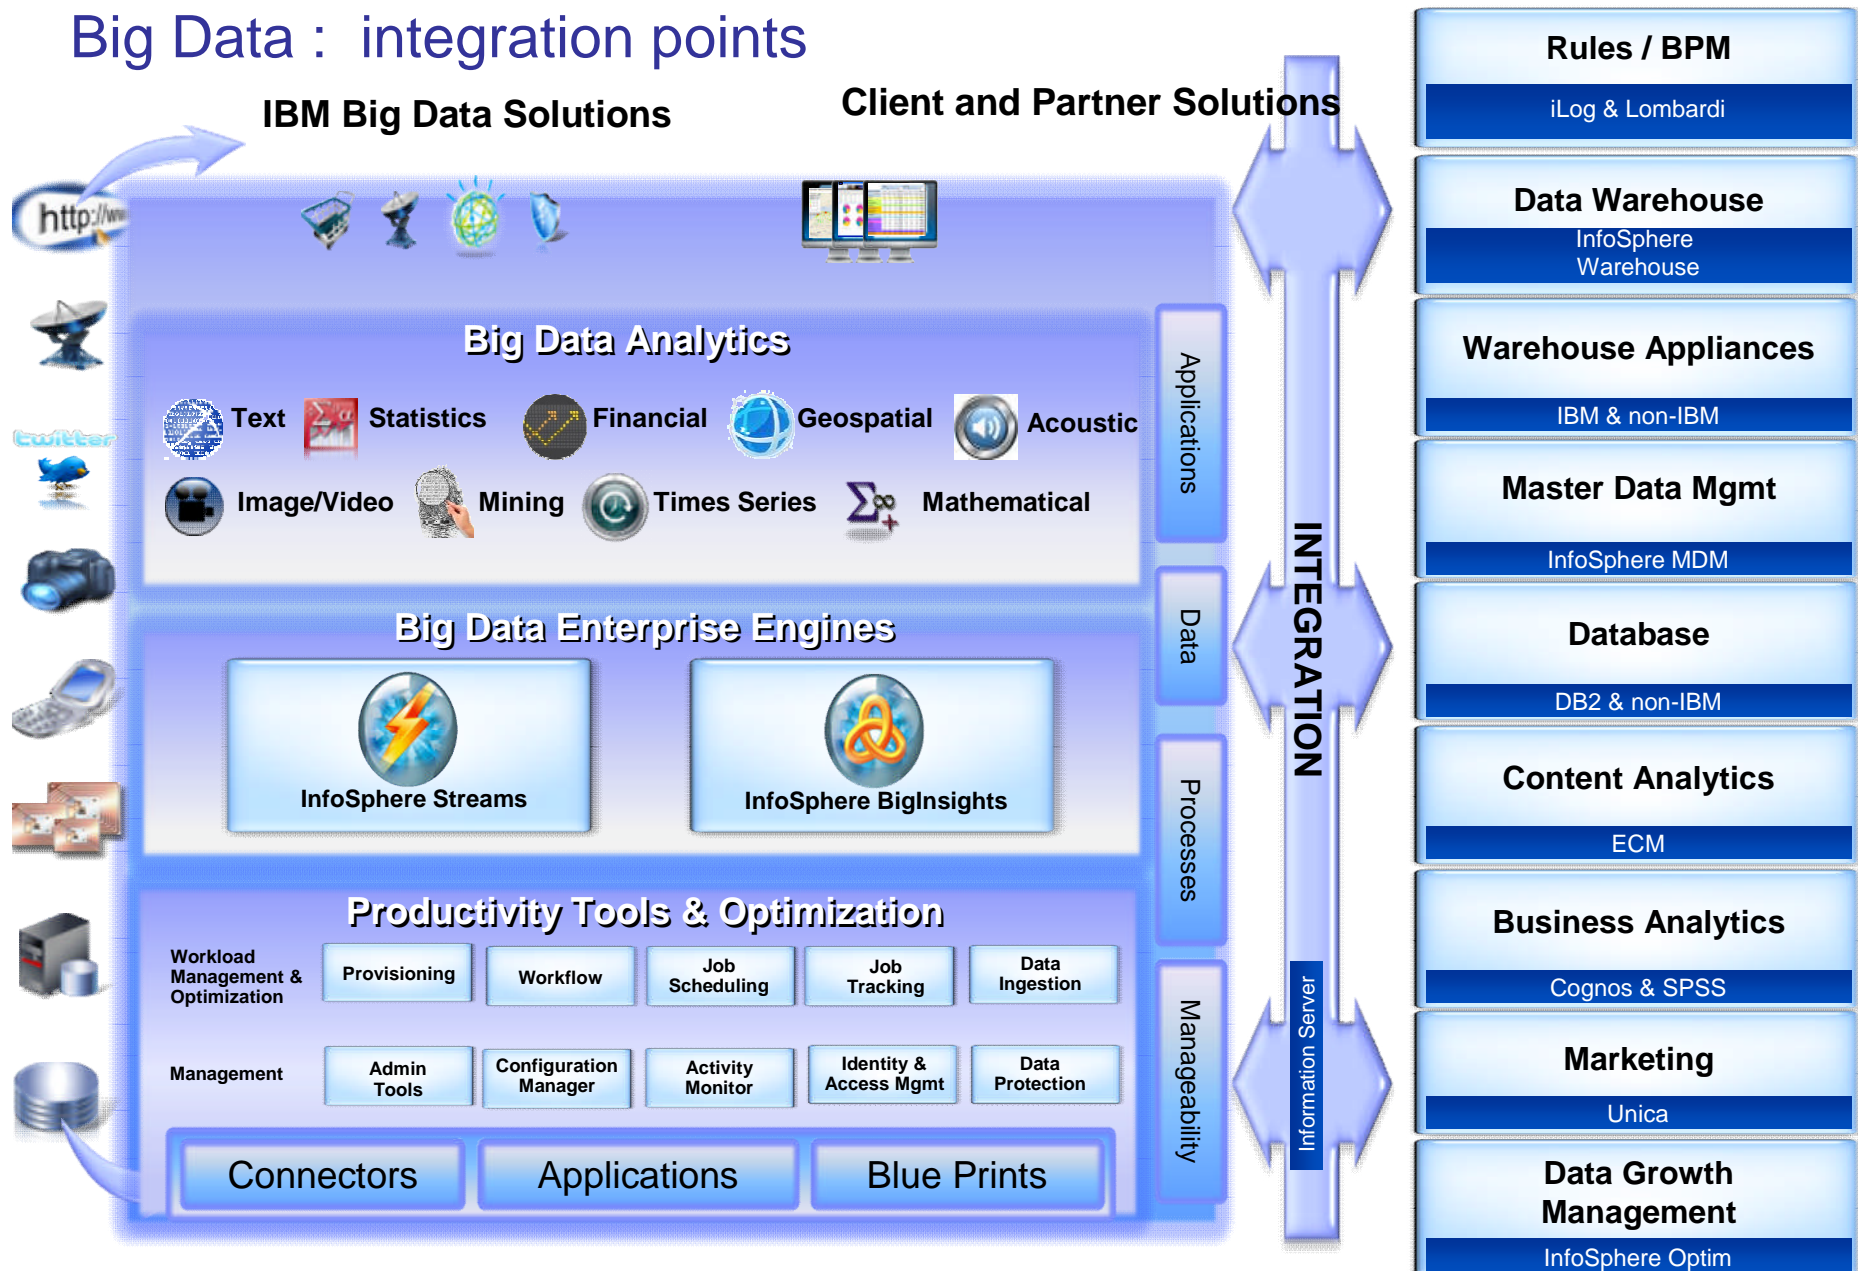 Big Data : integration points
IBM Big Data Solutions
Client and Partner Solutions
http://ww
twitter
Big Data Analytics
Text
Statistics
Financial
Geospatial
Acoustic
Image/Video
Mining
Times Series
Mathematical
Big Data Enterprise Engines
InfoSphere Streams
InfoSphere BigInsights
Productivity Tools & Optimization
Workload
Management &
Optimization
Provisioning
Workflow
Job
Scheduling
Job
Tracking
Data
Ingestion
Management
Admin
Tools
Configuration
Manager
Activity
Monitor
Identity &
Access Mgmt
Data
Protection
Connectors
Applications
Blue Prints
Applications
Data
Processes
Manageability
INTEGRATION
Information Server
Rules / BPM
iLog & Lombardi
Data Warehouse
InfoSphere
Warehouse
Warehouse Appliances
IBM & non-IBM
Master Data Mgmt
InfoSphere MDM
Database
DB2 & non-IBM
Content Analytics
ECM
Business Analytics
Cognos & SPSS
Marketing
Unica
Data Growth
Management
InfoSphere Optim